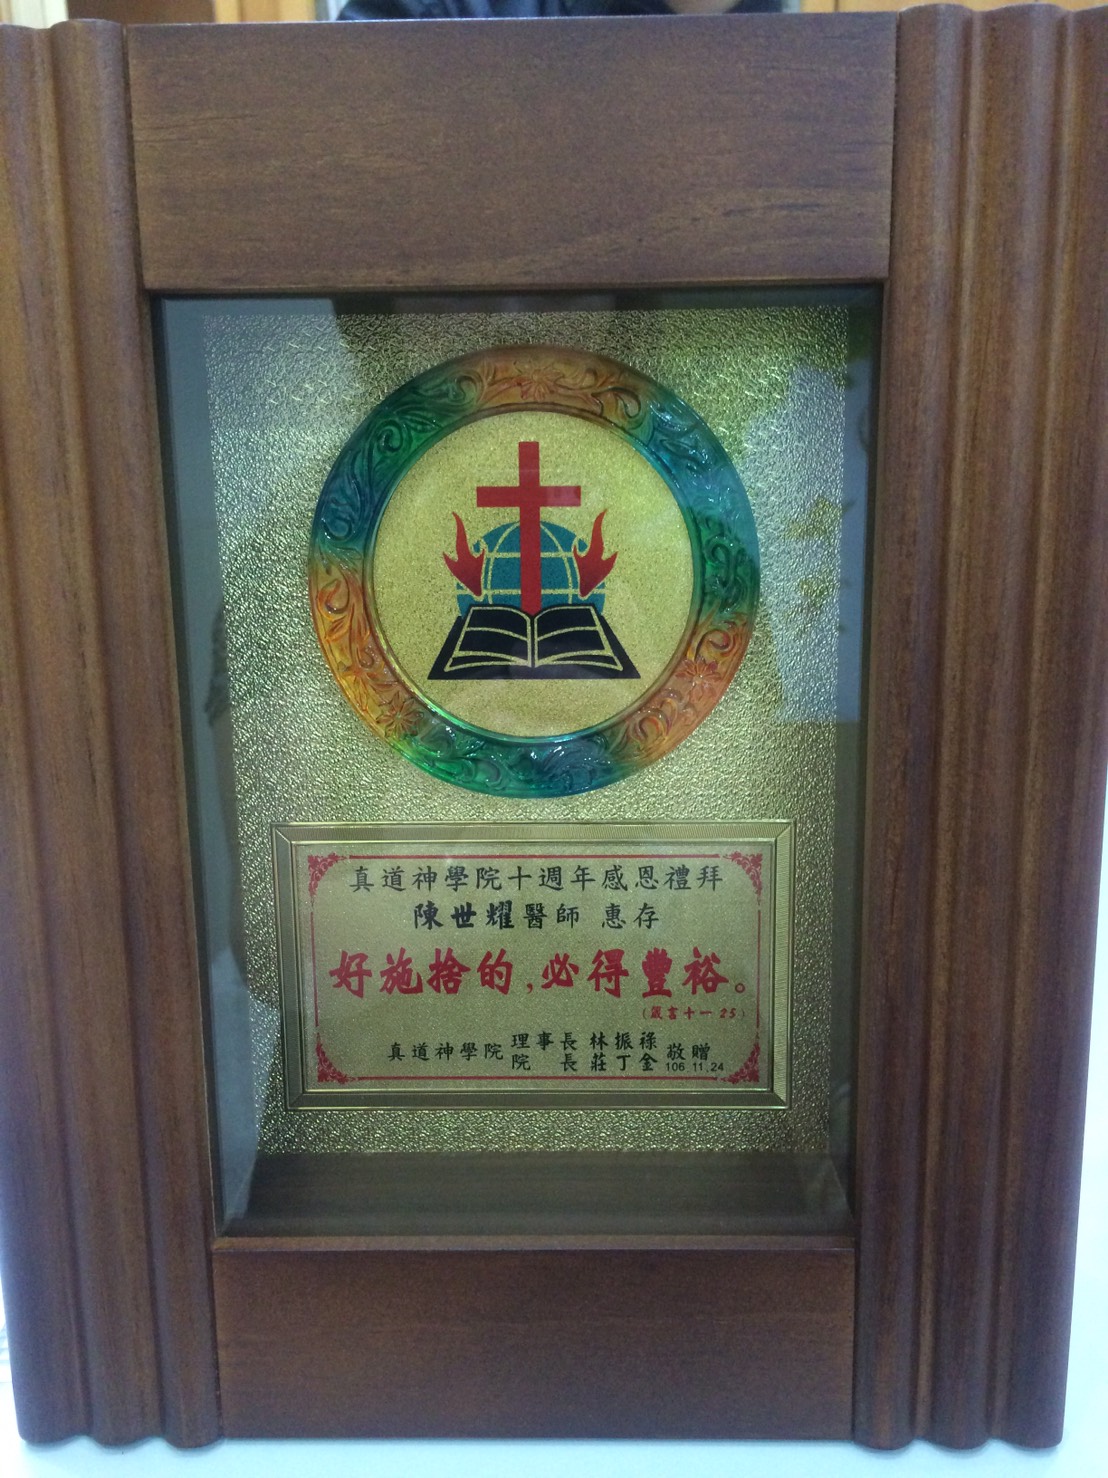 真道神學院十週年感恩禮拜
陳世耀醫師 惠存
好施捨的,必得豐裕。
(箴言十一 25)
真道神學院 理事長 林振祿
院 長 莊丁金 敬贈
106.11.24